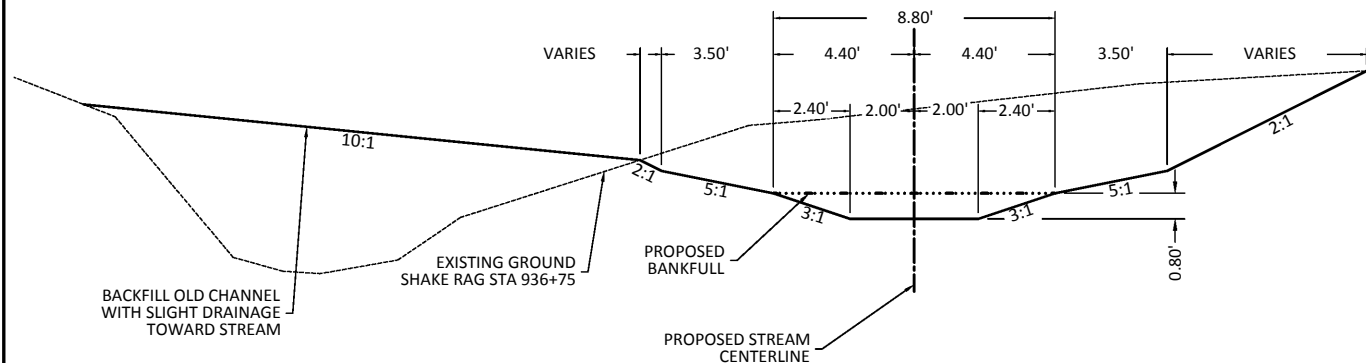 8.80'
VARIES
3.50'
4.40'
4.40'
3.50'
VARIES
2.40'
2.00'
2.00'
2.40'
10:1
2:1
5:1
3:1
3:1
5:1
2:1
0.80'
EXISTING GROUND
SHAKE RAG STA 936+75
PROPOSED
BANKFULL
BACKFILL OLD CHANNEL
WITH SLIGHT DRAINAGE
TOWARD STREAM
PROPOSED STREAM
CENTERLINE